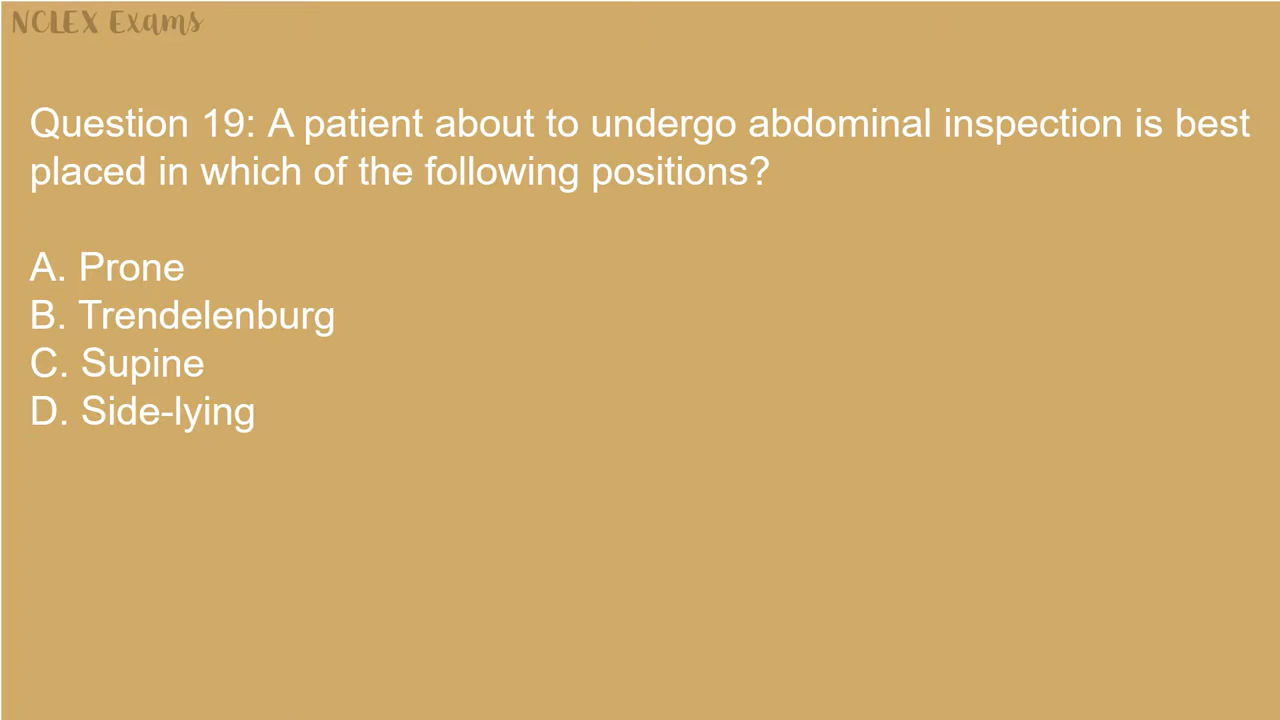 NCLEX Exams
Question 19: A patient about to undergo abdominal inspection is best
placed in which of the following positions?
A. Prone
B. Trendelenburg
C. Supine
D. Side-lying